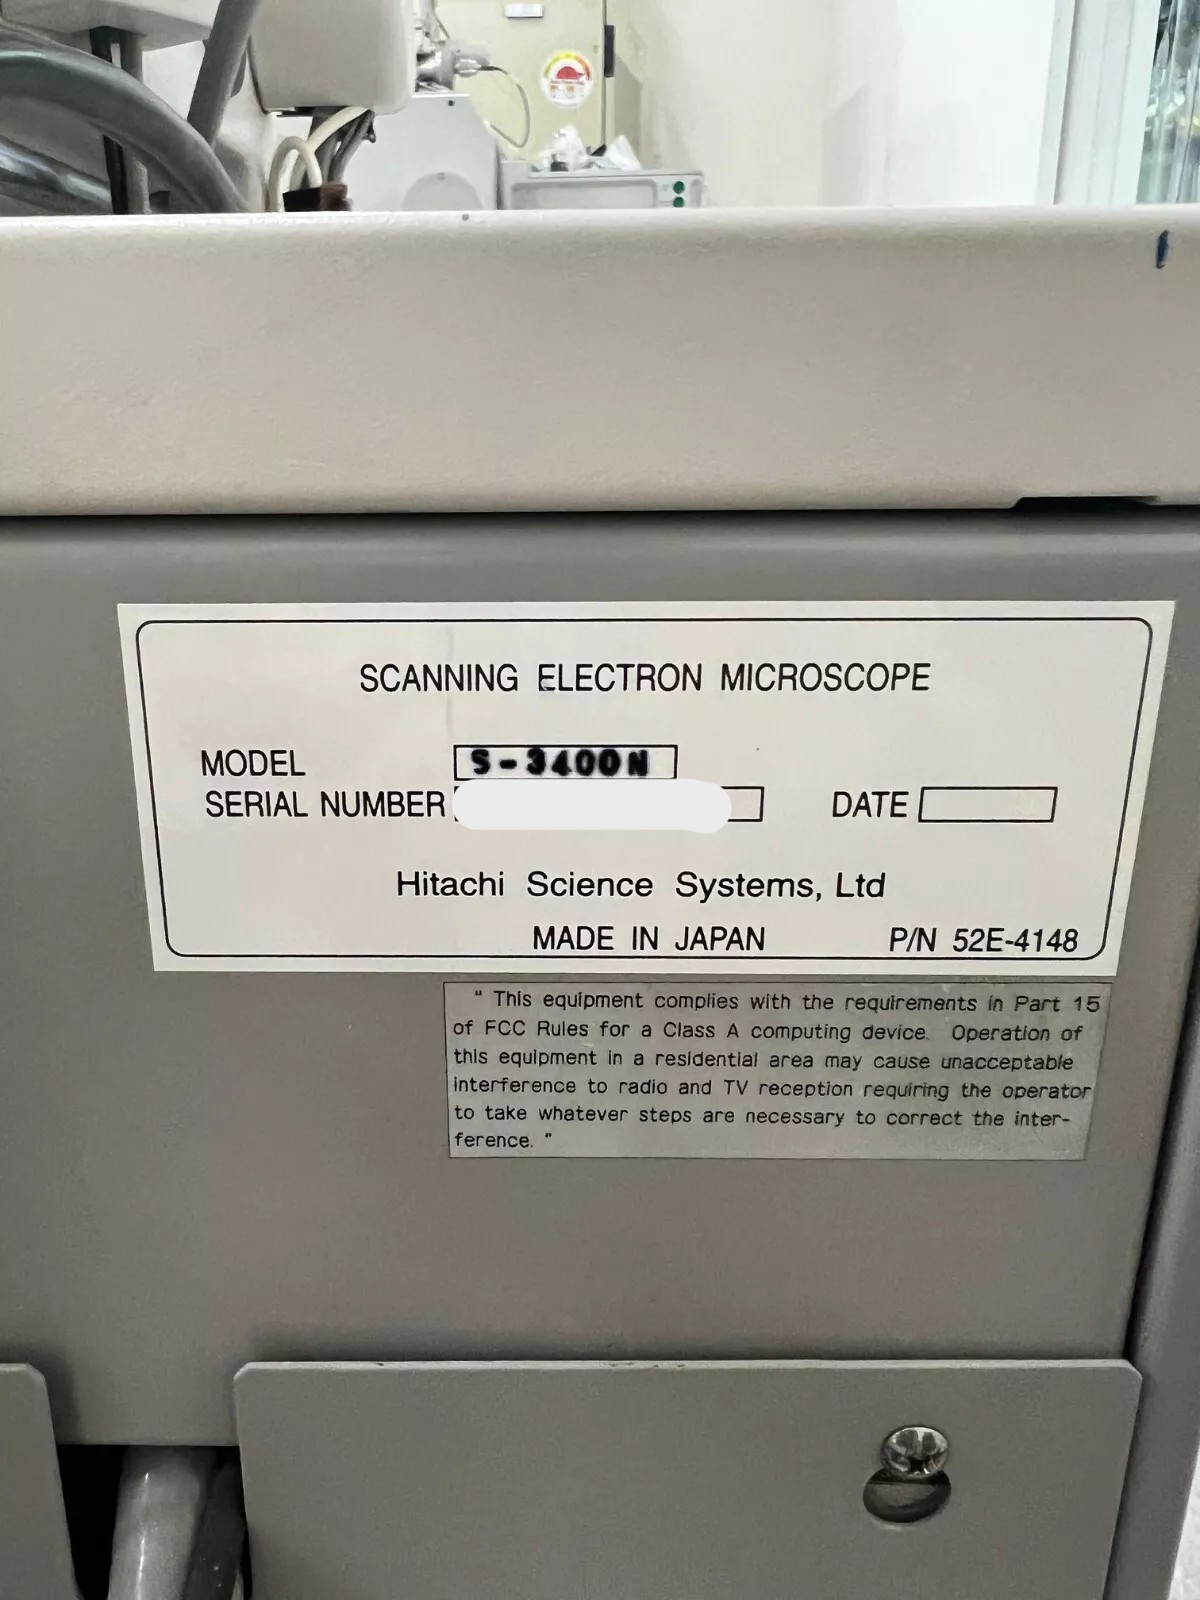 SCANNING ELECTRON MICROSCOPE
MODEL S-3400N
SERIAL NUMBER DATE
Hitachi Science Systems, Ltd
MADE IN JAPAN P/N 52E-4148
" This equipment complies with the requirements in Part 15
of FCC Rules for a Class A computing device. Operation of
this equipment in a residential area may cause unacceptable
interference to radio and TV reception requiring the operator
to take whatever steps are necessary to correct the inter-
ference. "